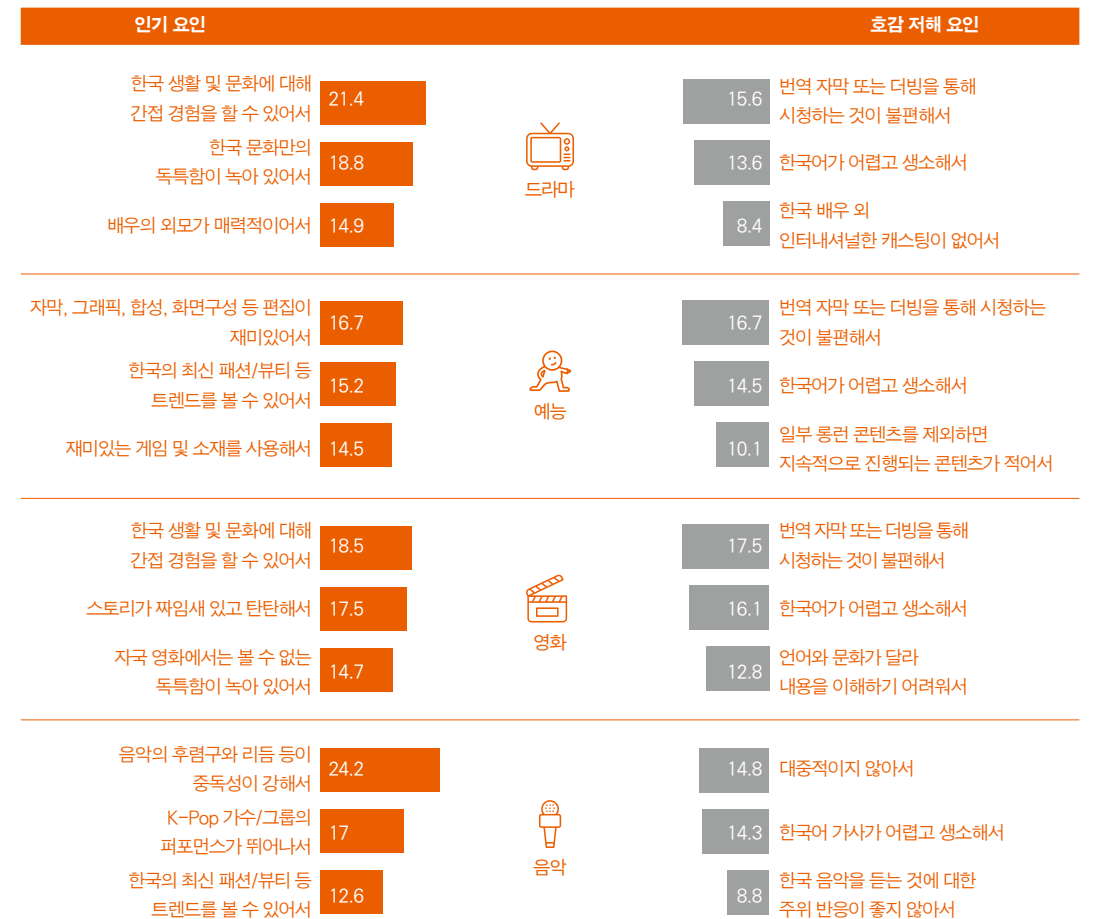 인기 요인
호감 저해 요인
한국 생활 및 문화에 대해
간접 경험을 할 수 있어서
21.4
한국 문화만의
독특함이 녹아 있어서
18.8
배우의 외모가 매력적이어서
14.9
드라마
15.6
번역 자막 또는 더빙을 통해
시청하는 것이 불편해서
13.6
한국어가 어렵고 생소해서
8.4
한국 배우 외
인터내셔널한 캐스팅이 없어서
자막, 그래픽, 합성, 화면구성 등 편집이
재미있어서
16.7
한국의 최신 패션/뷰티 등
트렌드를 볼 수 있어서
15.2
재미있는 게임 및 소재를 사용해서
14.5
예능
16.7
번역 자막 또는 더빙을 통해 시청하는
것이 불편해서
14.5
한국어가 어렵고 생소해서
10.1
일부 롱런 콘텐츠를 제외하면
지속적으로 진행되는 콘텐츠가 적어서
한국 생활 및 문화에 대해
간접 경험을 할 수 있어서
18.5
스토리가 짜임새 있고 탄탄해서
17.5
자국 영화에서는 볼 수 없는
독특함이 녹아 있어서
14.7
영화
17.5
번역 자막 또는 더빙을 통해
시청하는 것이 불편해서
16.1
한국어가 어렵고 생소해서
12.8
언어와 문화가 달라
내용을 이해하기 어려워서
음악의 후렴구와 리듬 등이
중독성이 강해서
24.2
K-Pop 가수/그룹의
퍼포먼스가 뛰어나서
17
한국의 최신 패션/뷰티 등
트렌드를 볼 수 있어서
12.6
음악
14.8
대중적이지 않아서
14.3
한국어 가사가 어렵고 생소해서
8.8
한국 음악을 듣는 것에 대한
주위 반응이 좋지 않아서